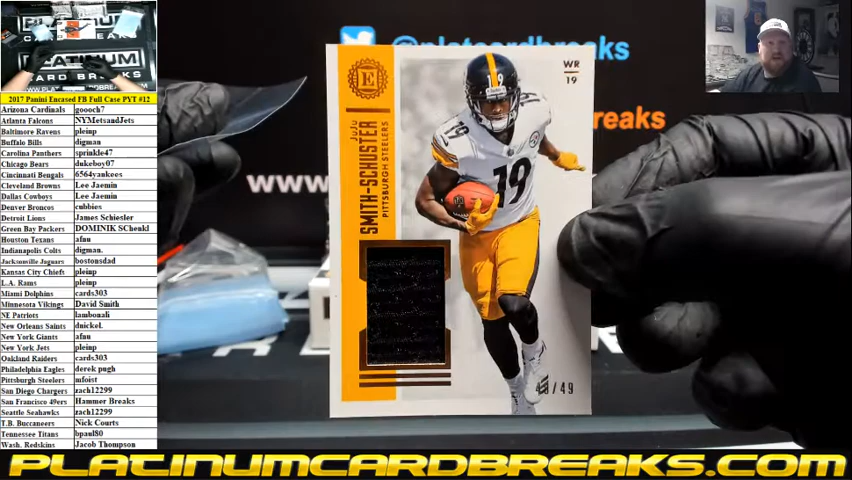 2017 Panini Encased FB Full Case PYT #12
Arizona Cardinals gooch7
Atlanta Falcons NYMetsandJets
Baltimore Ravens pleinp
Buffalo Bills digman
Carolina Panthers sprinkle47
Chicago Bears dukeboy07
Cincinnati Bengals 6564yankees
Cleveland Browns Lee Jaemin
Dallas Cowboys Lee Jaemin
Denver Broncos cubbies
Detroit Lions James Schiesler
Green Bay Packers DOMINIK SChenkl
Houston Texans afnu
Indianapolis Colts digman.
Jacksonville Jaguars bostonsdad
Kansas City Chiefs pleinp
L.A. Rams pleinp
Miami Dolphins cards303
Minnesota Vikings David Smith
NE Patriots lambonali
New Orleans Saints dnickel.
New York Giants afnu
New York Jets pleinp
Oakland Raiders cards303
Philadelphia Eagles derek pugh
Pittsburgh Steelers mfoist
San Diego Chargers zach12299
San Francisco 49ers Hammer Breaks
Seattle Seahawks zach12299
T.B. Buccaneers Nick Courts
Tennessee Titans bpaul80
Wash. Redskins Jacob Thompson
PLATINUM
E
WR
19
JuJu
SMITH-SCHUSTER
PITTSBURGH STEELERS
19
19
19
/49
www
PLATINUMCARDBREAKS.COM